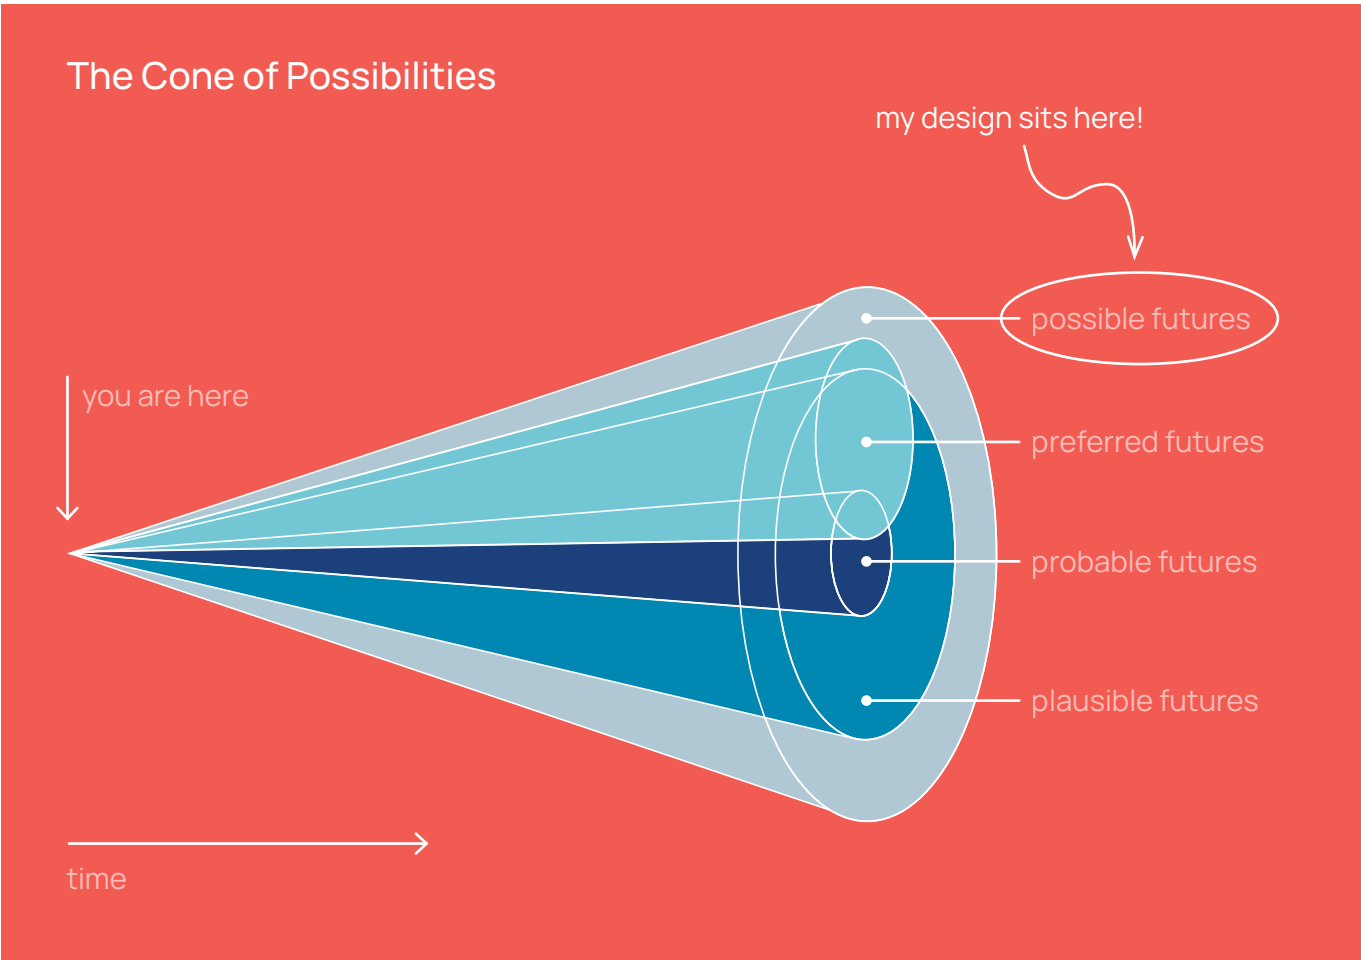 The Cone of Possibilities
my design sits here!
possible futures
you are here
preferred futures
probable futures
plausible futures
time